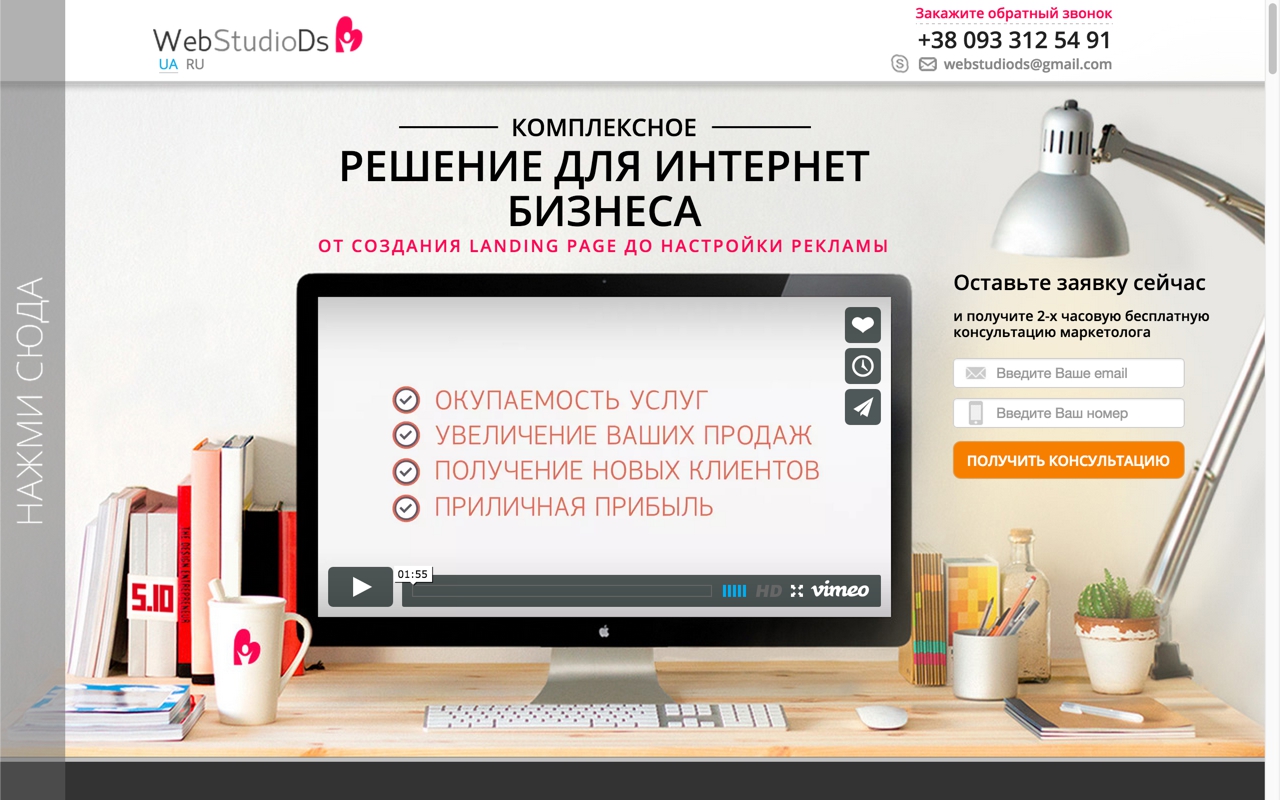 WebStudioDs
UA RU
Закажите обратный звонок
+38 093 312 54 91
webstudiods@gmail.com
НАЖМИ СЮДА
КОМПЛЕКСНОЕ
РЕШЕНИЕ ДЛЯ ИНТЕРНЕТ
БИЗНЕСА
ОТ СОЗДАНИЯ LANDING PAGE ДО НАСТРОЙКИ РЕКЛАМЫ
ОКУПАЕМОСТЬ УСЛУГ
УВЕЛИЧЕНИЕ ВАШИХ ПРОДАЖ
ПОЛУЧЕНИЕ НОВЫХ КЛИЕНТОВ
ПРИЛИЧНАЯ ПРИБЫЛЬ
01:55
HD vimeo
Оставьте заявку сейчас
и получите 2-х часовую бесплатную
консультацию маркетолога
Введите Ваше email
Введите Ваш номер
ПОЛУЧИТЬ КОНСУЛЬТАЦИЮ
THE DESIGN ENTREPRENEUR
5.10